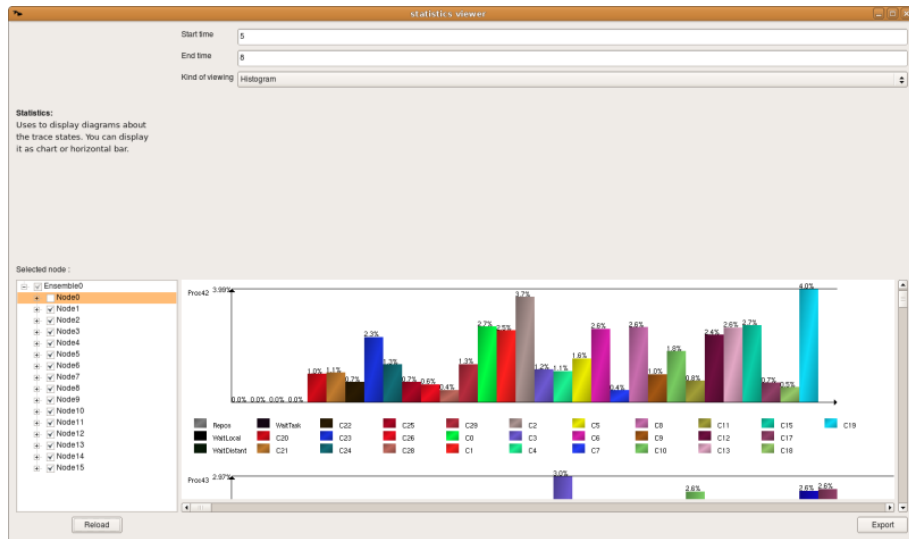 statistics viewer
Start time
5
End time
8
Kind of viewing
Histogram
Statistics:
Uses to display diagrams about
the trace states. You can display
it as chart or horizontal bar.
Selected node :
Ensemble0
Node0
Node1
Node2
Node3
Node4
Node5
Node6
Node7
Node8
Node9
Node10
Node11
Node12
Node13
Node14
Node15
Proc42 3.99%
0.0% 0.0% 0.0% 0.0% 1.0% 1.1% 0.7% 2.3% 1.3% 0.7% 0.6% 0.4% 1.3% 2.7% 2.5% 3.7% 1.2% 1.1% 1.6% 2.6% 0.4% 2.6% 1.0% 1.8% 0.8% 2.4% 2.6% 2.7% 0.7% 0.5% 4.0%
Repos WaitTask C22 C25 C29 C2 C5 C8 C11 C15 C19
WaitLocal C20 C23 C26 C0 C3 C6 C9 C12 C17
WaitDistant C21 C24 C28 C1 C4 C7 C10 C13 C18
Proc43 2.97%
3.0% 2.6% 2.6% 2.6%
Reload
Export